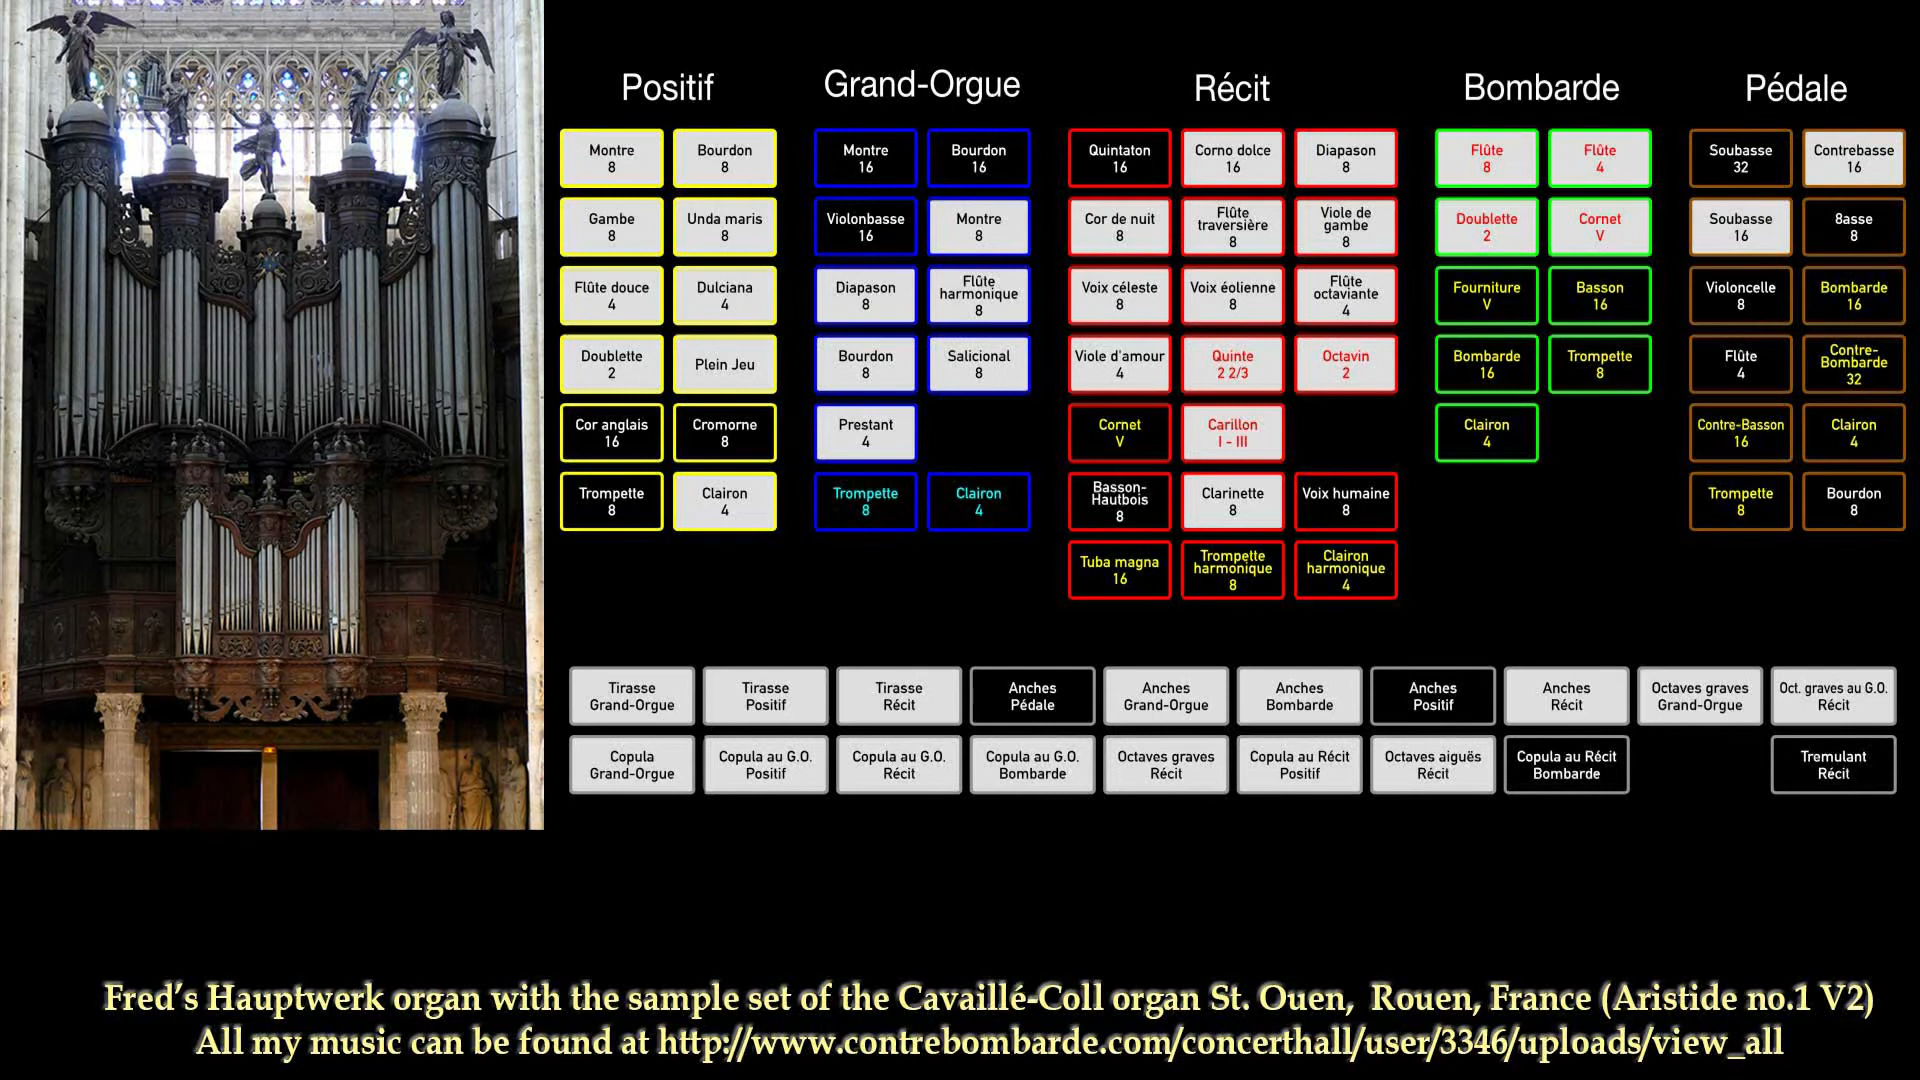 Positif
Grand-Orgue
Récit
Bombarde
Pédale
Montre
8
Bourdon
8
Gambe
8
Unda maris
8
Flûte douce
4
Dulciana
4
Doublette
2
Plein Jeu
Cor anglais
16
Cromorne
8
Trompette
8
Clairon
4
Montre
16
Bourdon
16
Violonbasse
16
Montre
8
Diapason
8
Flûte
harmonique
8
Bourdon
8
Salicional
8
Prestant
4
Trompette
8
Clairon
4
Quintaton
16
Corno dolce
16
Diapason
8
Cor de nuit
8
Flûte
traversière
8
Viole de
gambe
8
Voix céleste
8
Voix éolienne
8
Flûte
octaviante
4
Viole d'amour
4
Quinte
2 2/3
Octavin
2
Cornet
V
Carillon
I - III
Basson-
Hautbois
8
Clarinette
8
Voix humaine
8
Tuba magna
16
Trompette
harmonique
8
Clairon
harmonique
4
Flûte
8
Flûte
4
Doublette
2
Cornet
V
Fourniture
V
Basson
16
Bombarde
16
Trompette
8
Clairon
4
Soubasse
32
Contrebasse
16
Soubasse
16
8asse
8
Violoncelle
8
Bombarde
16
Flûte
4
Contre-
Bombarde
32
Contre-Basson
16
Clairon
4
Trompette
8
Bourdon
8
Tirasse
Grand-Orgue
Tirasse
Positif
Tirasse
Récit
Anches
Pédale
Anches
Grand-Orgue
Anches
Bombarde
Anches
Positif
Anches
Récit
Octaves graves
Grand-Orgue
Oct. graves au G.O.
Récit
Copula
Grand-Orgue
Copula au G.O.
Positif
Copula au G.O.
Récit
Copula au G.O.
Bombarde
Octaves graves
Récit
Copula au Récit
Positif
Octaves aiguës
Récit
Copula au Récit
Bombarde
Tremulant
Récit
Fred's Hauptwerk organ with the sample set of the Cavaillé-Coll organ St. Ouen, Rouen, France (Aristide no.1 V2)
All my music can be found at http://www.contrebombarde.com/concerthall/user/3346/uploads/view_all